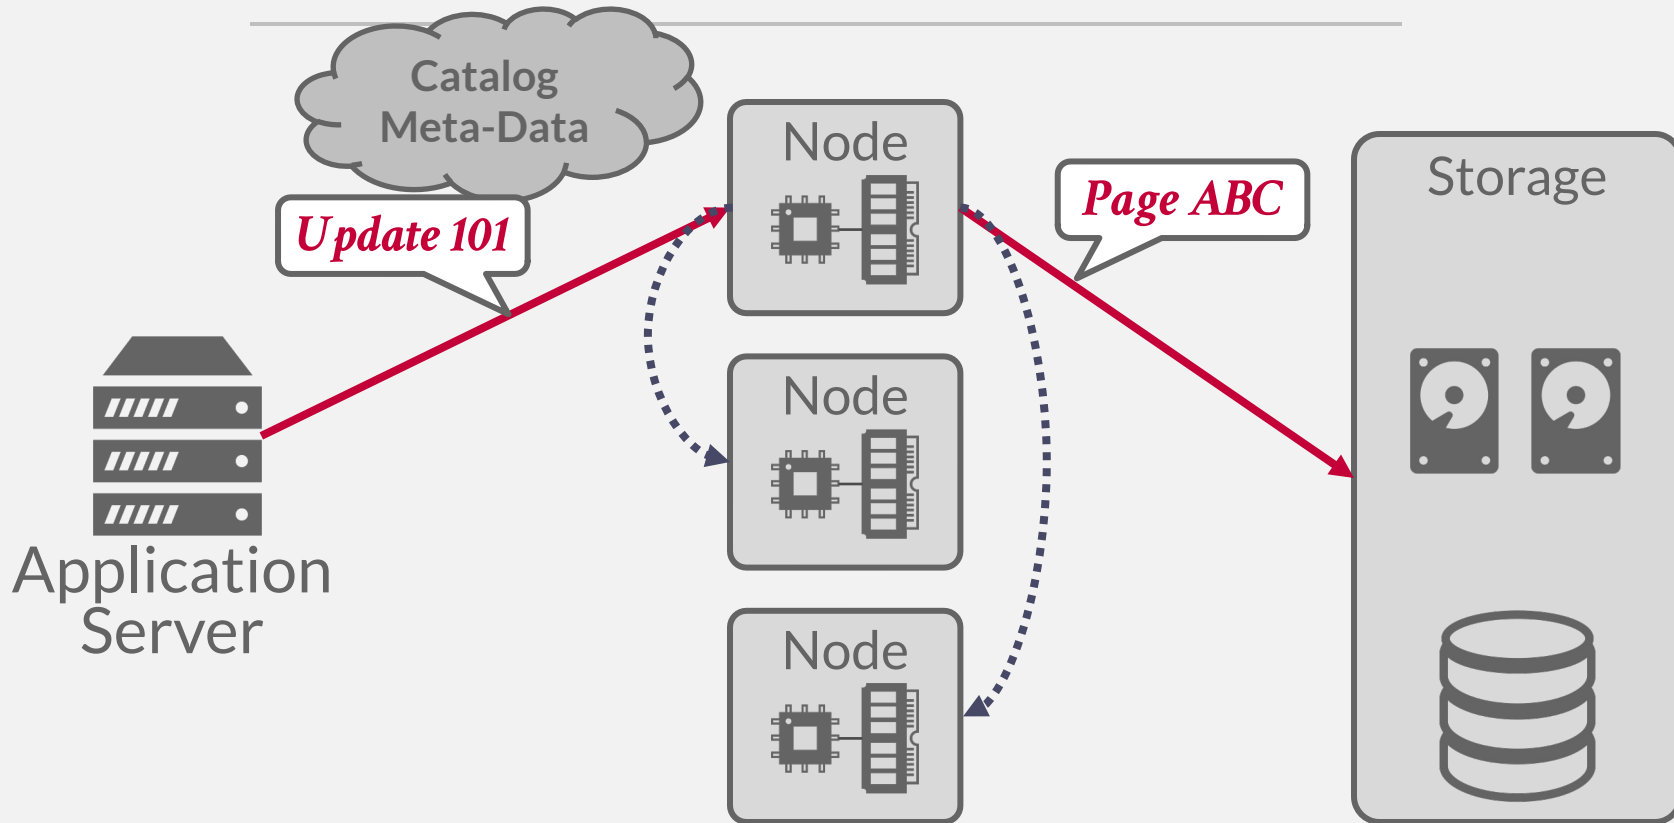 Catalog
Meta-Data
Node
Update 101
Page ABC
Storage
Node
Application
Server
Node